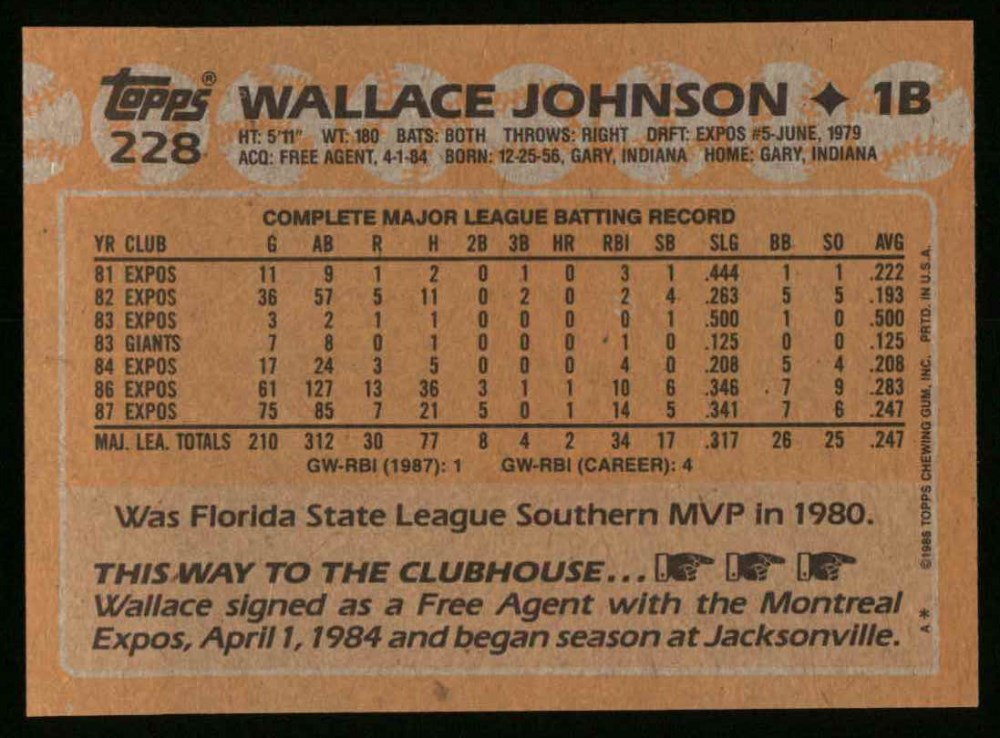 Topps®
228
WALLACE JOHNSON ✦ 1B
HT: 5'11" WT: 180 BATS: BOTH THROWS: RIGHT DRFT: EXPOS #5-JUNE, 1979
ACQ: FREE AGENT, 4-1-84 BORN: 12-25-56, GARY, INDIANA HOME: GARY, INDIANA
COMPLETE MAJOR LEAGUE BATTING RECORD
YR CLUB G AB R H 2B 3B HR RBI SB SLG BB SO AVG
81 EXPOS 11 9 1 2 0 1 0 3 1 .444 1 1 .222
82 EXPOS 36 57 5 11 0 2 0 2 4 .263 5 5 .193
83 EXPOS 3 2 1 1 0 0 0 0 1 .500 1 0 .500
83 GIANTS 7 8 0 1 0 0 0 1 0 .125 0 0 .125
84 EXPOS 17 24 3 5 0 0 0 4 0 .208 5 4 .208
86 EXPOS 61 127 13 36 3 1 1 10 6 .346 7 9 .283
87 EXPOS 75 85 7 21 5 0 1 14 5 .341 7 6 .247
MAJ. LEA. TOTALS 210 312 30 77 8 4 2 34 17 .317 26 25 .247
GW-RBI (1987): 1 GW-RBI (CAREER): 4
Was Florida State League Southern MVP in 1980.
THIS WAY TO THE CLUBHOUSE...
Wallace signed as a Free Agent with the Montreal
Expos, April 1, 1984 and began season at Jacksonville.
A* ©1988 TOPPS CHEWING GUM, INC. PRTD. IN U.S.A.